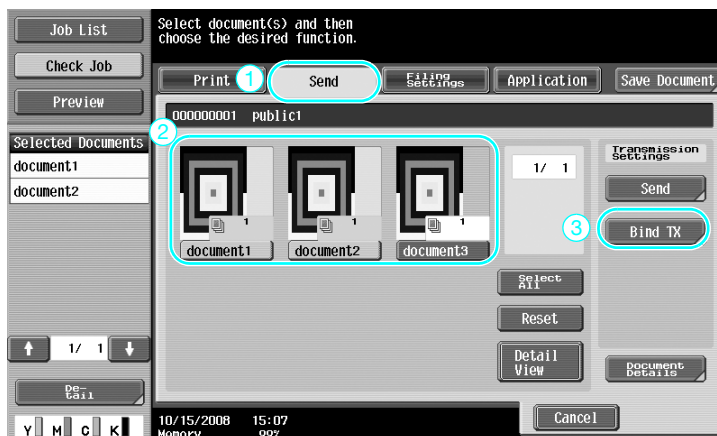 Job List
Check Job
Preview
Selected Documents
document1
document2
1/ 1
De-
tail
Y M C K
Select document(s) and then
choose the desired function.
Print
1
Send
Filing
settings
Application
Save Document
000000001 public1
2
1
1
1
document1
document2
document3
1/ 1
Select
All
Reset
Detail
View
Transmission
Settings
Send
3
Bind TX
Document
Details
Cancel
10/15/2008 15:07
Memory 99%